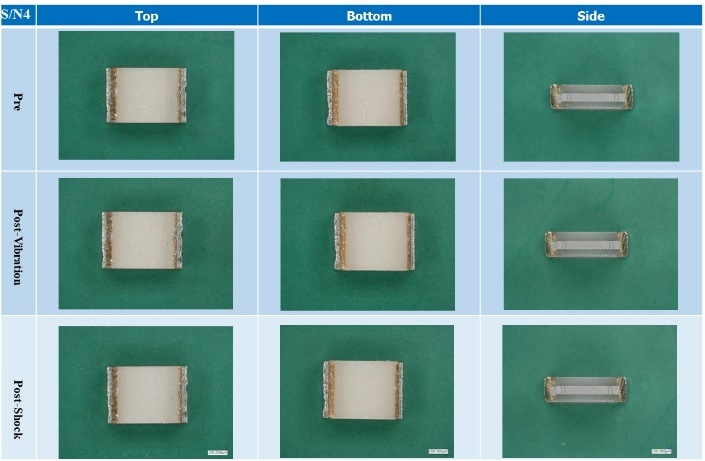 S/N4
Top
Bottom
Side
Pre
Post-Vibration
Post-Shock